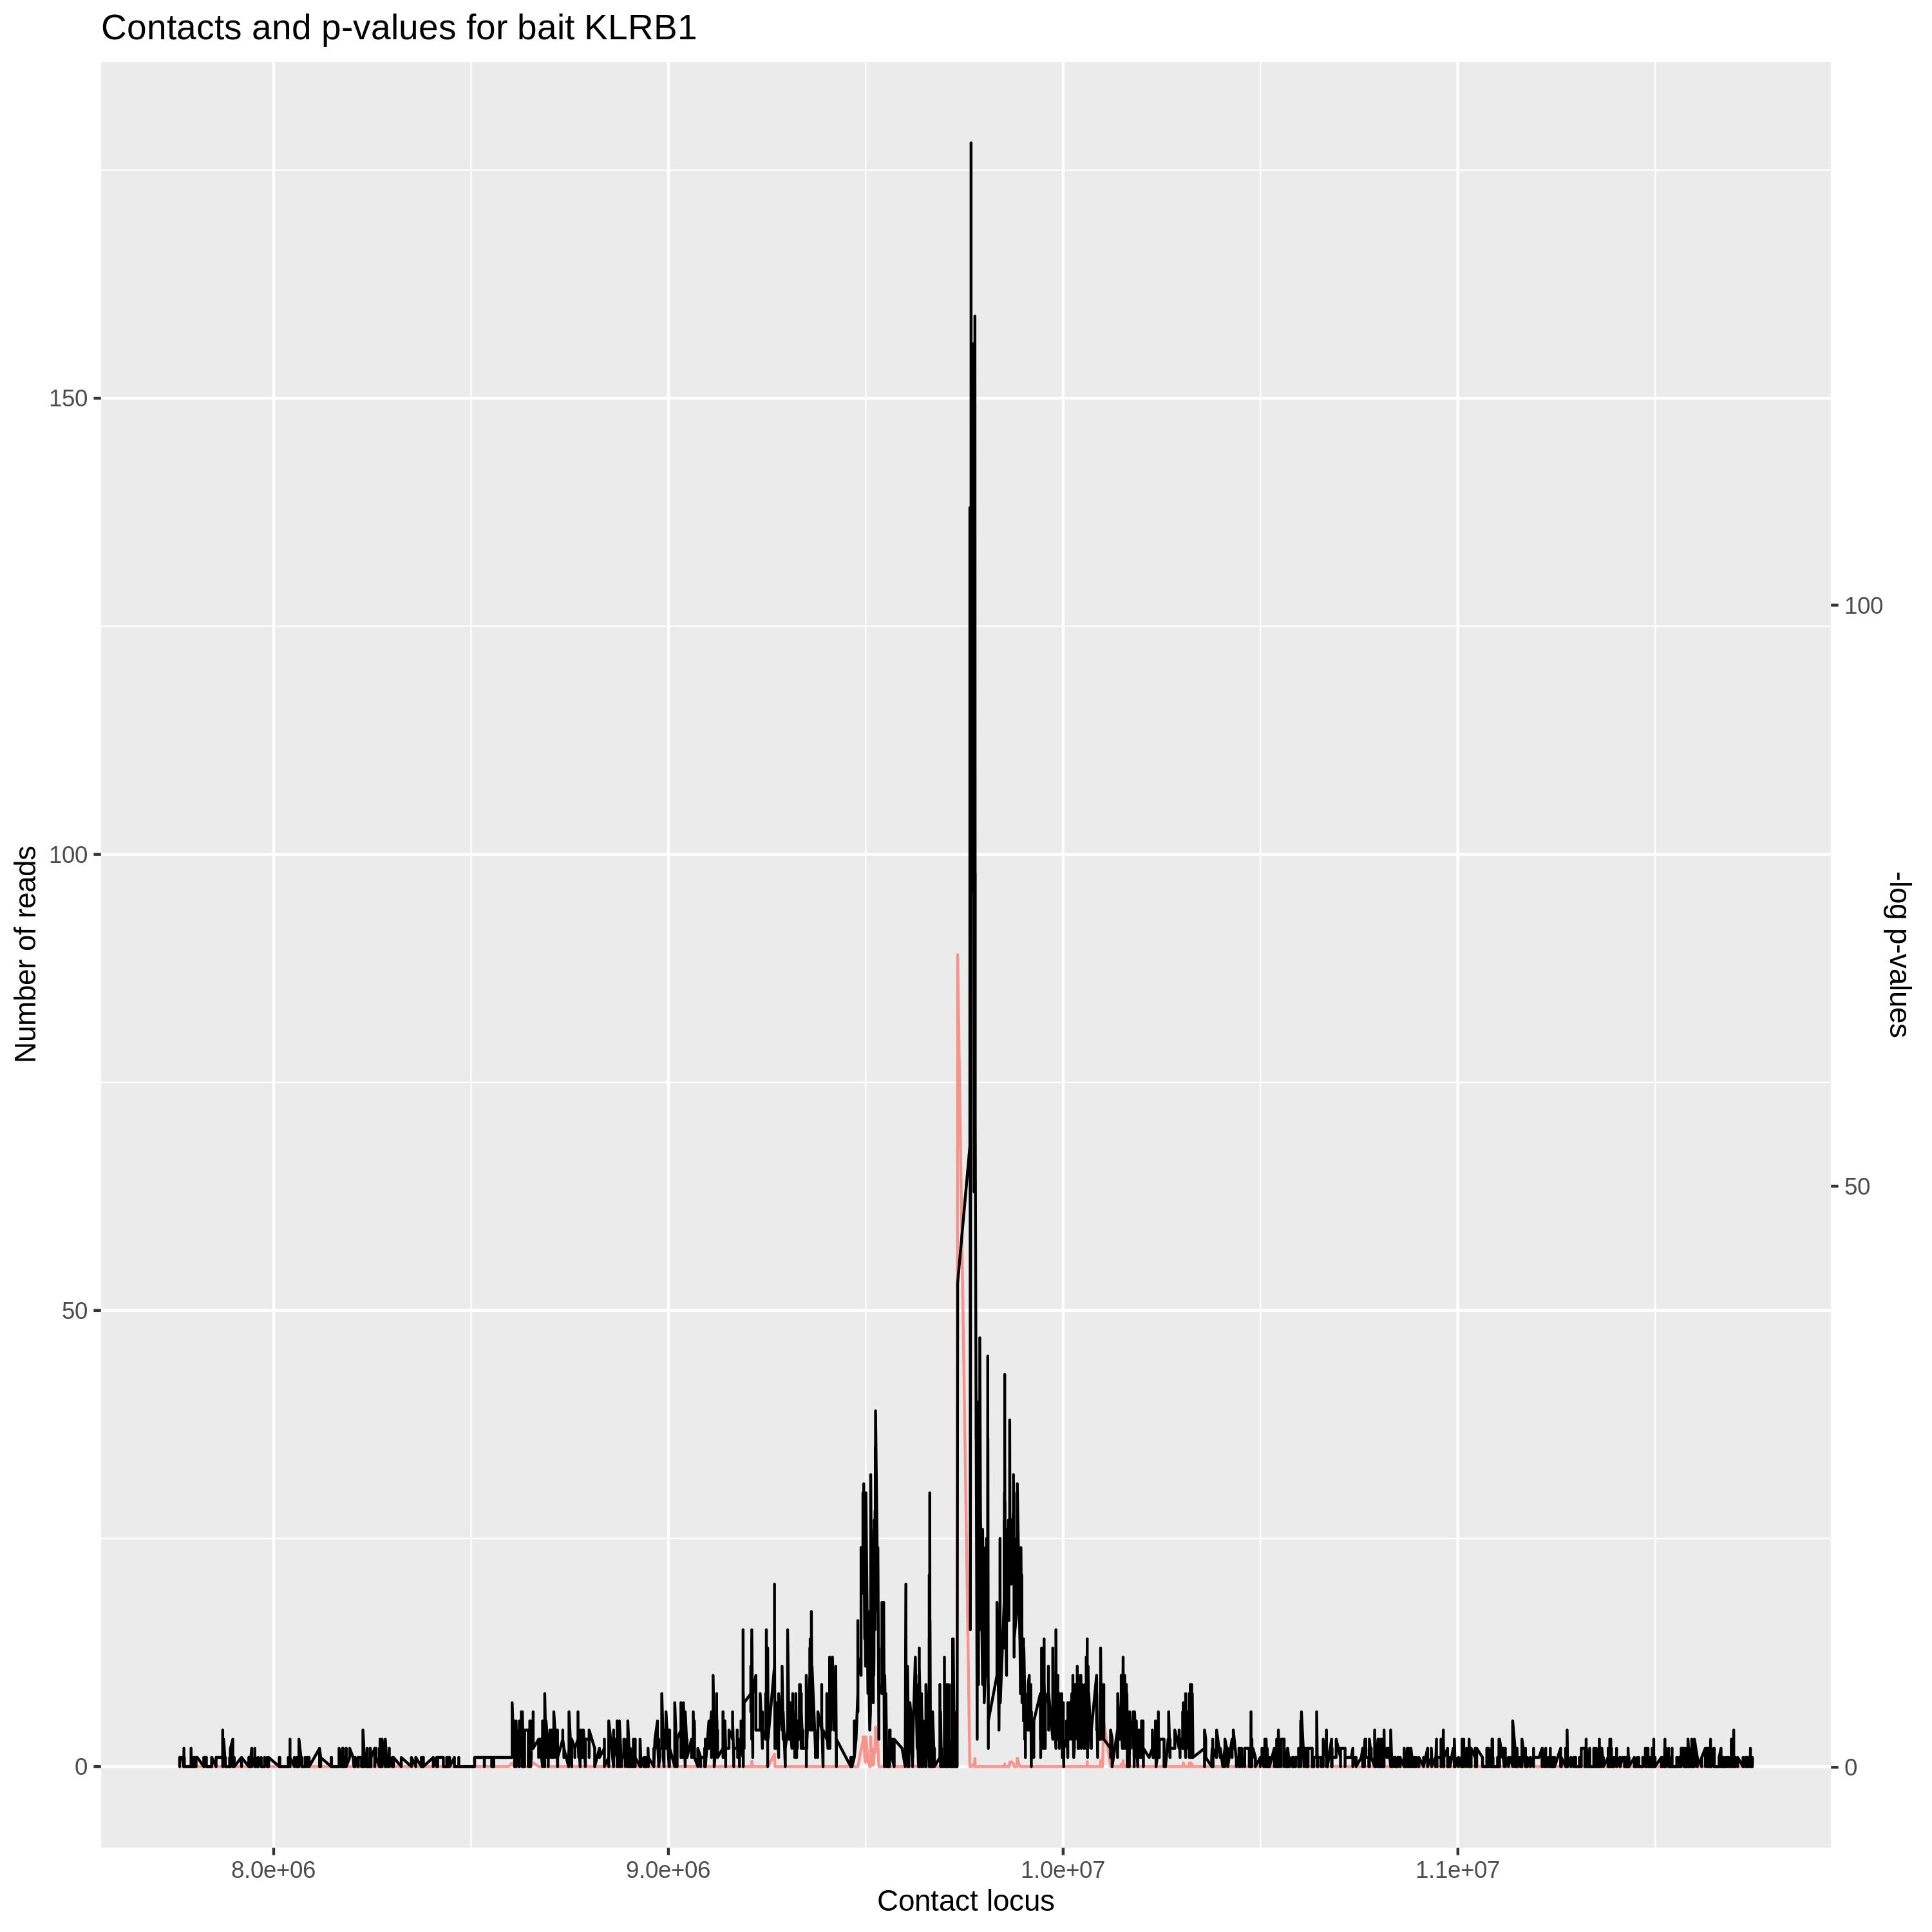 Contacts and p-values for bait KLRB1
150
100
50
0
Number of reads
100
50
0
-log p-values
8.0e+06
9.0e+06
1.0e+07
1.1e+07
Contact locus